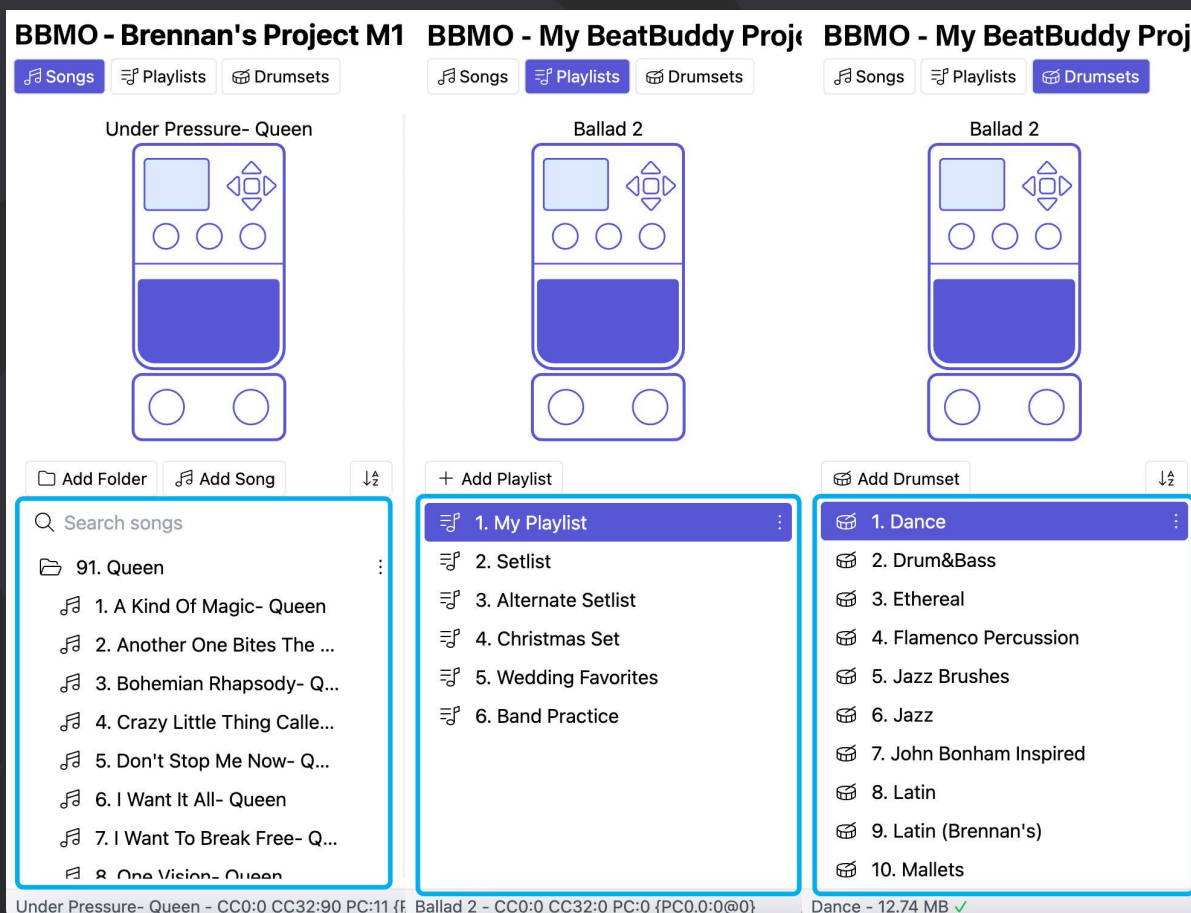 BBMO - Brennan's Project M1
Songs Playlists Drumsets
Under Pressure- Queen
Add Folder Add Song
Search songs
91. Queen
1. A Kind Of Magic- Queen
2. Another One Bites The ...
3. Bohemian Rhapsody- Q...
4. Crazy Little Thing Calle...
5. Don't Stop Me Now- Q...
6. I Want It All- Queen
7. I Want To Break Free- Q...
8. One Vision- Queen
Under Pressure- Queen - CC0:0 CC32:90 PC:11 {P
BBMO - My BeatBuddy Proje
Songs Playlists Drumsets
Ballad 2
+ Add Playlist
1. My Playlist
2. Setlist
3. Alternate Setlist
4. Christmas Set
5. Wedding Favorites
6. Band Practice
Ballad 2 - CC0:0 CC32:0 PC:0 {PC0.0:0@0}
BBMO - My BeatBuddy Proj
Songs Playlists Drumsets
Ballad 2
Add Drumset
1. Dance
2. Drum&Bass
3. Ethereal
4. Flamenco Percussion
5. Jazz Brushes
6. Jazz
7. John Bonham Inspired
8. Latin
9. Latin (Brennan's)
10. Mallets
Dance - 12.74 MB ✓